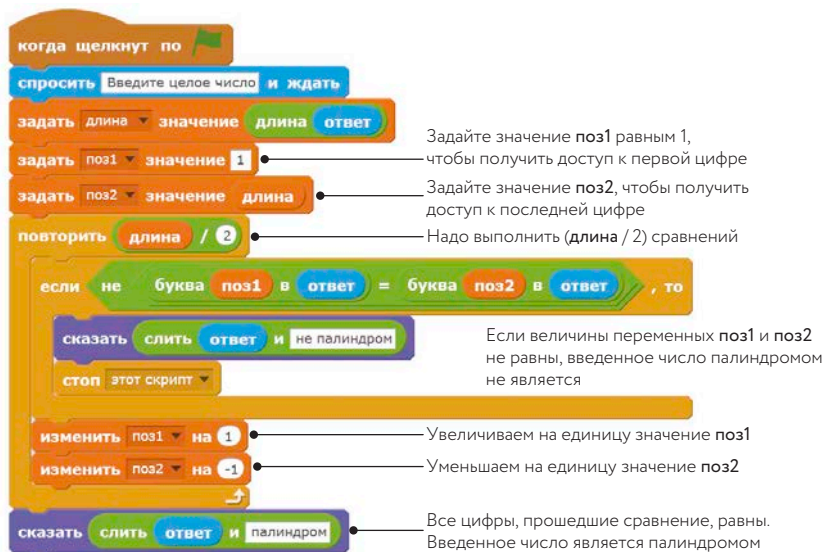 когда щелкнут по
спросить Введите целое число и ждать
задать длина значение длина ответ
задать поз1 значение 1
Задайте значение поз1 равным 1,
чтобы получить доступ к первой цифре
задать поз2 значение длина
Задайте значение поз2, чтобы получить
доступ к последней цифре
повторить длина / 2
Надо выполнить (длина / 2) сравнений
если не буква поз1 в ответ = буква поз2 в ответ , то
сказать слить ответ и не палиндром
стоп этот скрипт
Если величины переменных поз1 и поз2
не равны, введенное число палиндромом
не является
изменить поз1 на 1
Увеличиваем на единицу значение поз1
изменить поз2 на -1
Уменьшаем на единицу значение поз2
сказать слить ответ и палиндром
Все цифры, прошедшие сравнение, равны.
Введенное число является палиндромом